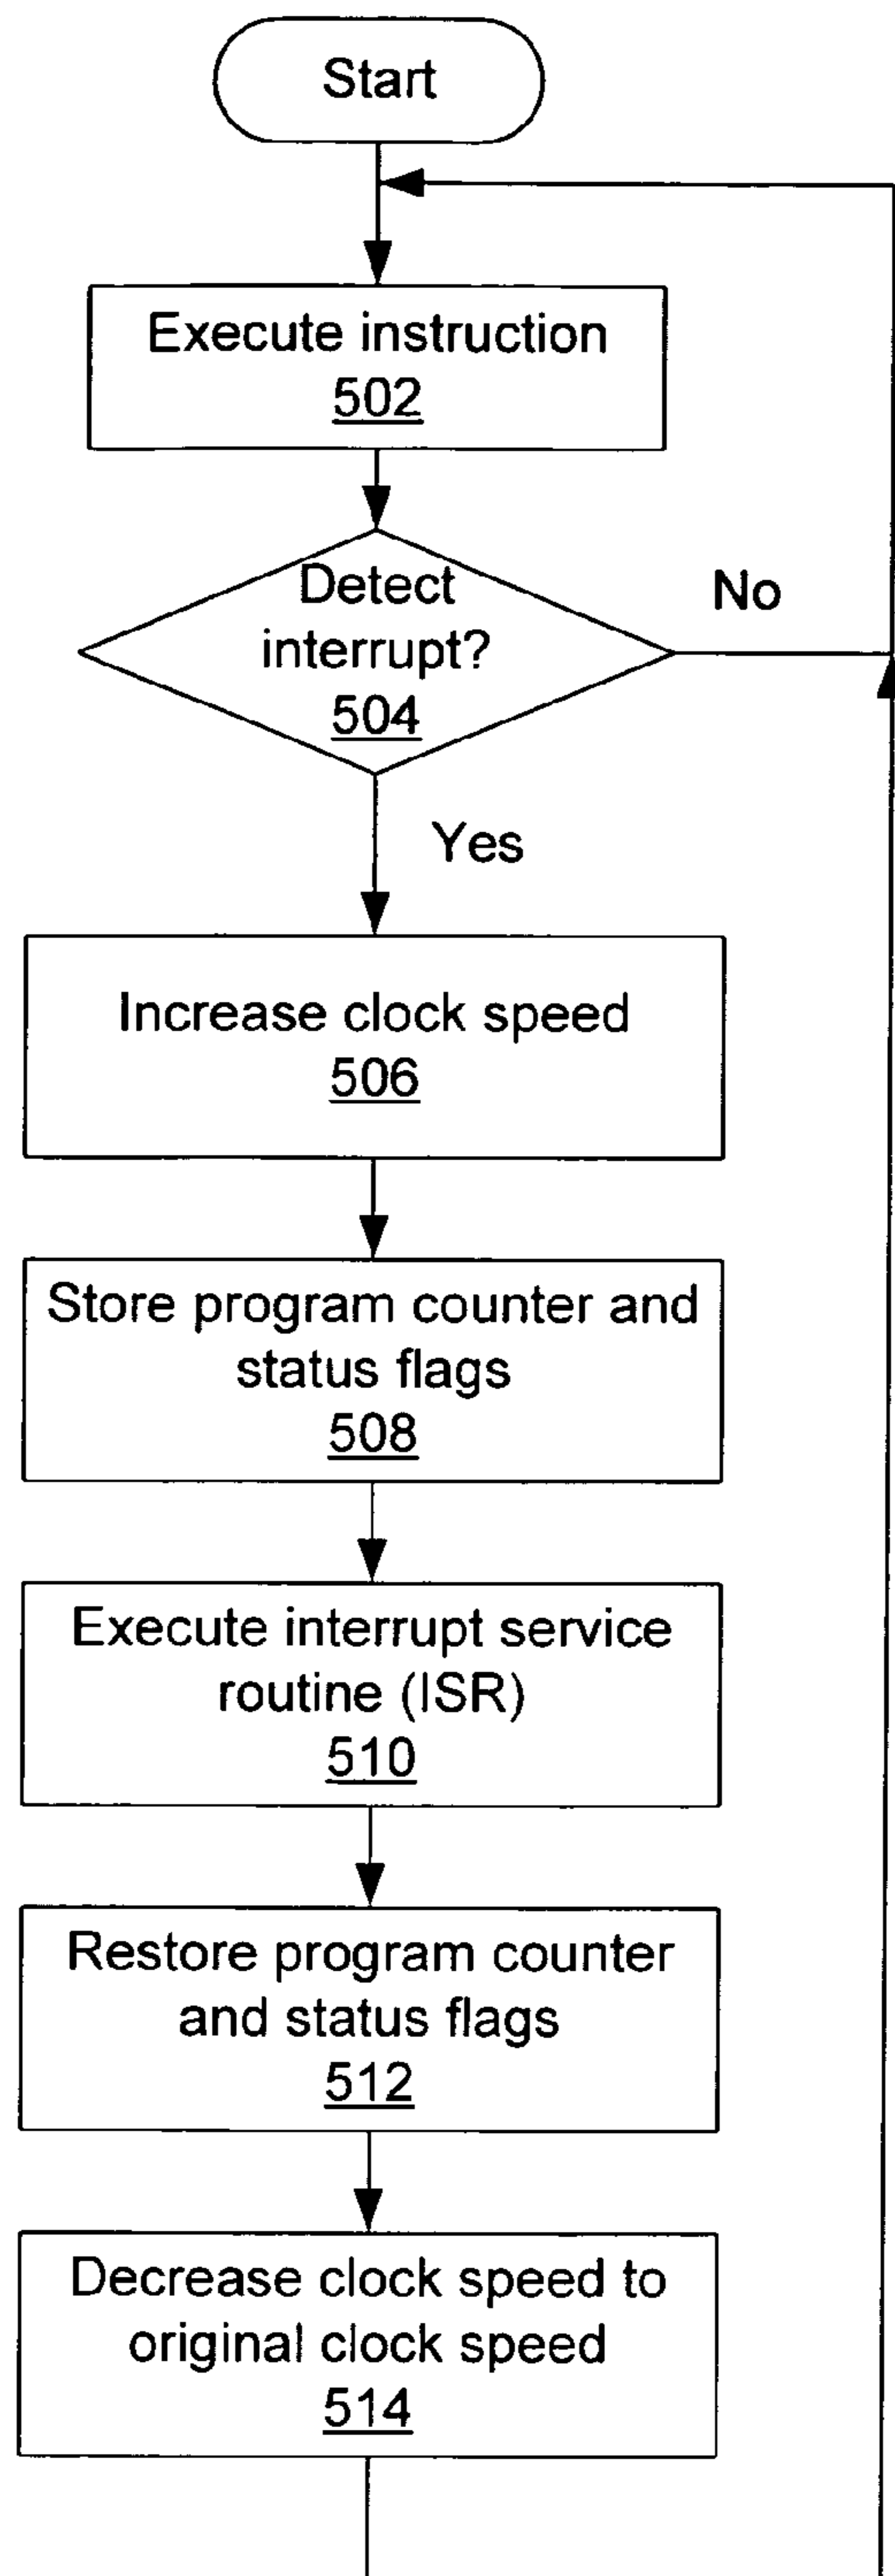 Start
Execute instruction
502
Detect
interrupt?
504
No
Yes
Increase clock speed
506
Store program counter and
status flags
508
Execute interrupt service
routine (ISR)
510
Restore program counter
and status flags
512
Decrease clock speed to
original clock speed
514